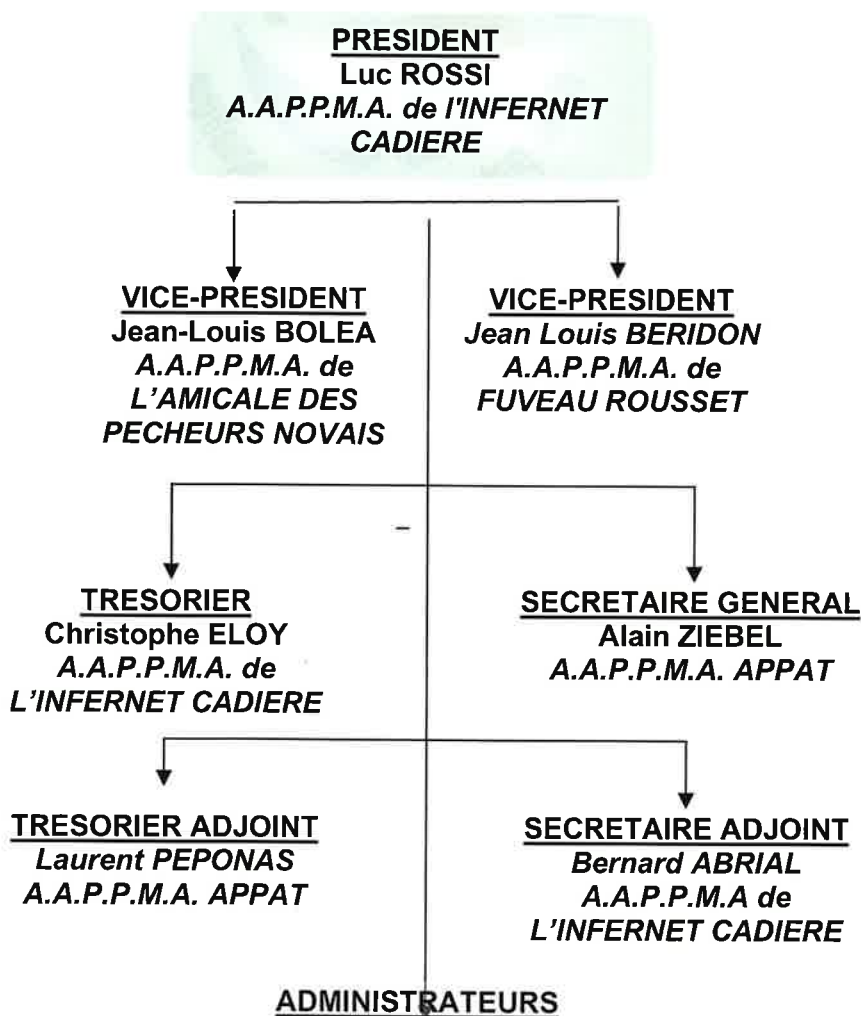 PRESIDENT
Luc ROSSI
A.A.P.P.M.A. de l'INFERNET
CADIERE
VICE-PRESIDENT
Jean-Louis BOLEA
A.A.P.P.M.A. de
L'AMICALE DES
PECHEURS NOVAIS
VICE-PRESIDENT
Jean Louis BERIDON
A.A.P.P.M.A. de
FUVEAU ROUSSET
TRESORIER
Christophe ELOY
A.A.P.P.M.A. de
L'INFERNET CADIERE
SECRETAIRE GENERAL
Alain ZIEBEL
A.A.P.P.M.A. APPAT
TRESORIER ADJOINT
Laurent PEPONAS
A.A.P.P.M.A. APPAT
SECRETAIRE ADJOINT
Bernard ABRIAL
A.A.P.P.M.A de
L'INFERNET CADIERE
ADMINISTRATEURS